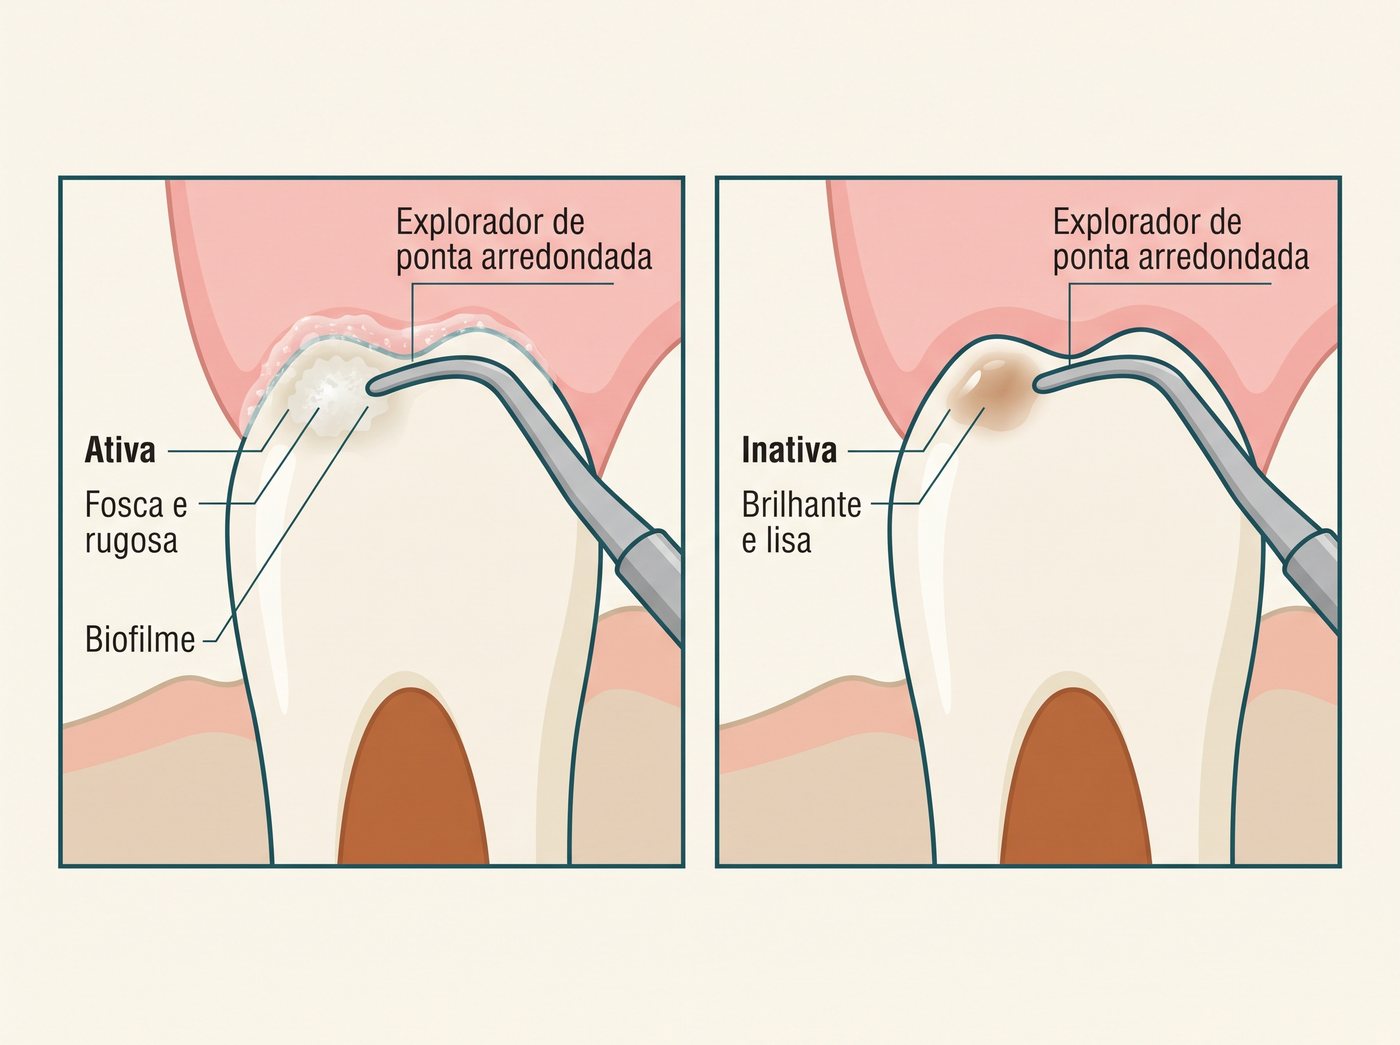 Explorador de
ponta arredondada
Ativa
Fosca e
rugosa
Biofilme
Explorador de
ponta arredondada
Inativa
Brilhante
e lisa